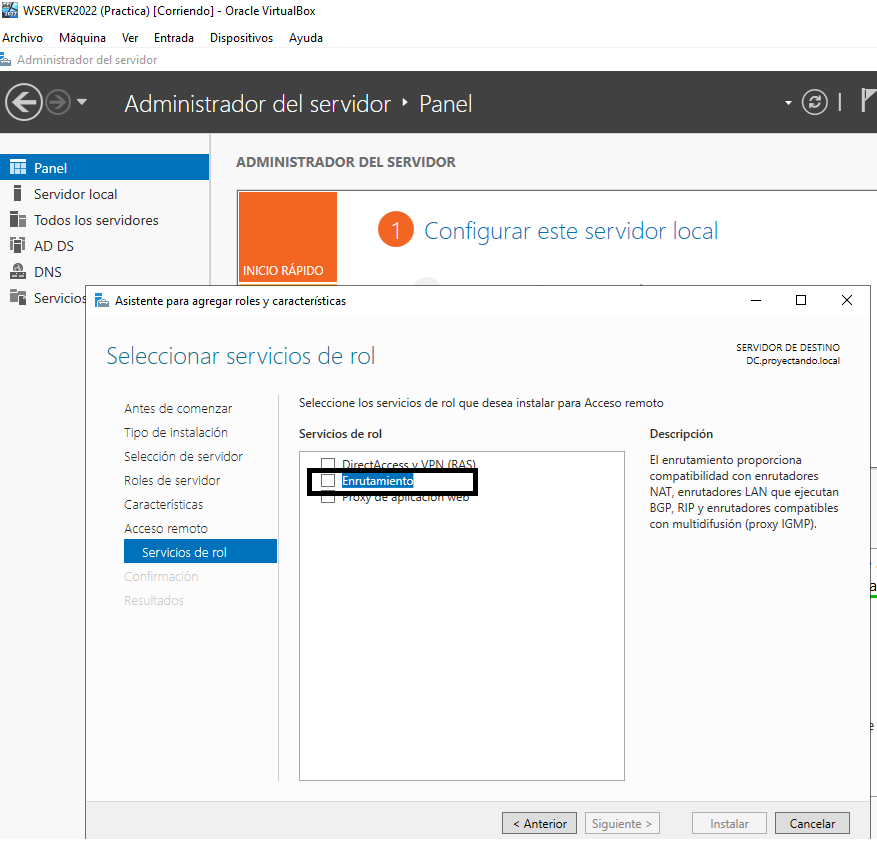 WSERVER2022 (Practica) [Corriendo] - Oracle VirtualBox
Archivo Máquina Ver Entrada Dispositivos Ayuda
Administrador del servidor
Administrador del servidor Panel
Panel
Servidor local
Todos los servidores
AD DS
DNS
Servicios
ADMINISTRADOR DEL SERVIDOR
INICIO RÁPIDO
1 Configurar este servidor local
Asistente para agregar roles y características
Seleccionar servicios de rol
SERVIDOR DE DESTINO
DC.proyectando.local
Antes de comenzar
Tipo de instalación
Selección de servidor
Roles de servidor
Características
Acceso remoto
Servicios de rol
Confirmación
Resultados
Seleccione los servicios de rol que desea instalar para Acceso remoto
Servicios de rol
DirectAccess y VPN (RAS)
Enrutamiento
Proxy de aplicación web
Descripción
El enrutamiento proporciona
compatibilidad con enrutadores
NAT, enrutadores LAN que ejecutan
BGP, RIP y enrutadores compatibles
con multidifusión (proxy IGMP).
< Anterior Siguiente > Instalar Cancelar